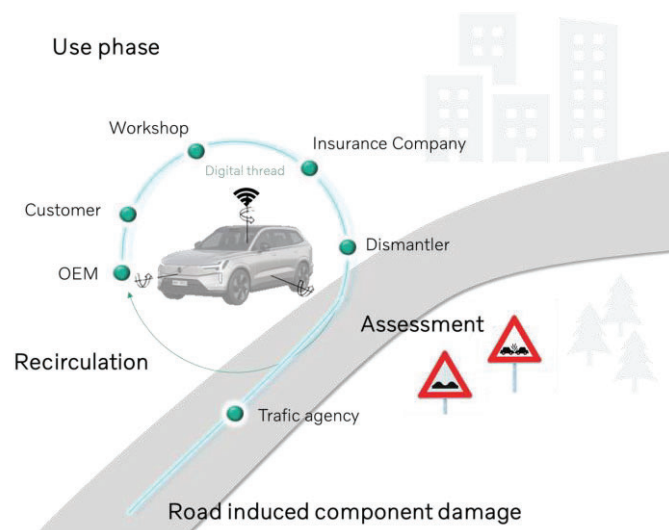 Use phase
Workshop
Insurance Company
Digital thread
Customer
Dismantler
OEM
Assessment
Recirculation
Trafic agency
Road induced component damage